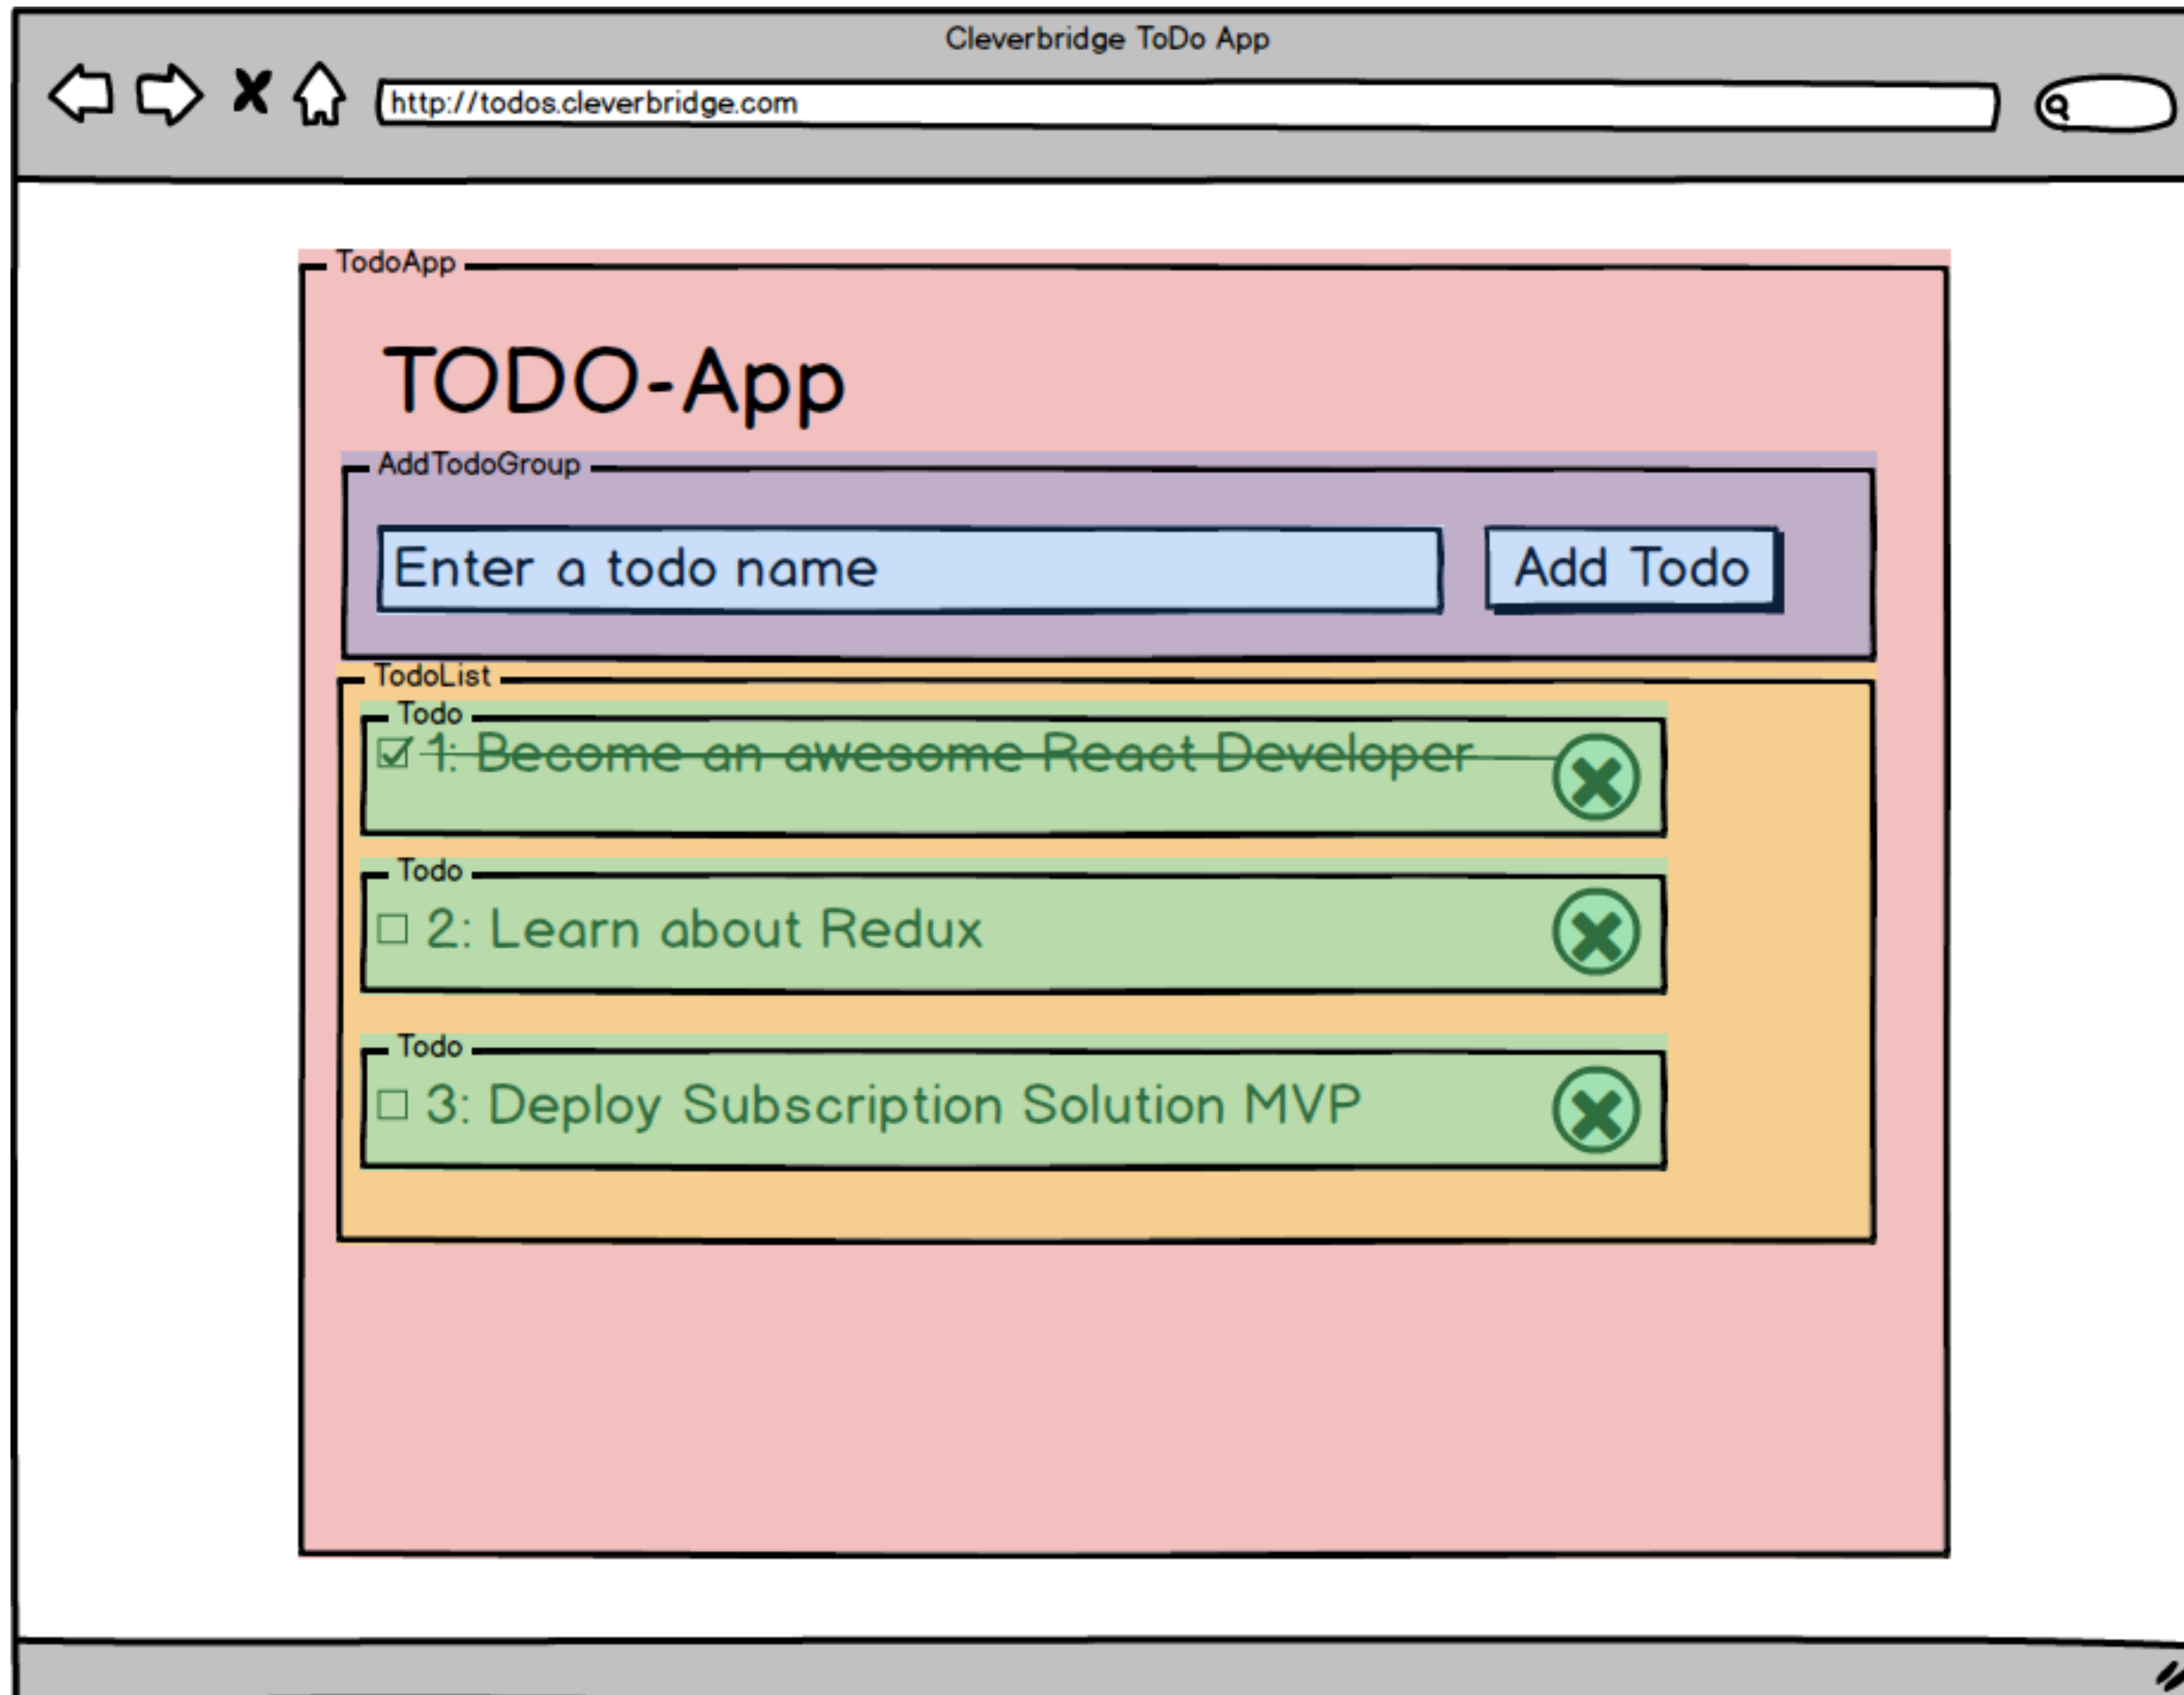 Cleverbridge ToDo App
http://todos.cleverbridge.com
TodoApp
TODO-App
AddTodoGroup
Enter a todo name
Add Todo
TodoList
Todo
1: Become an awesome React Developer
Todo
2: Learn about Redux
Todo
3: Deploy Subscription Solution MVP